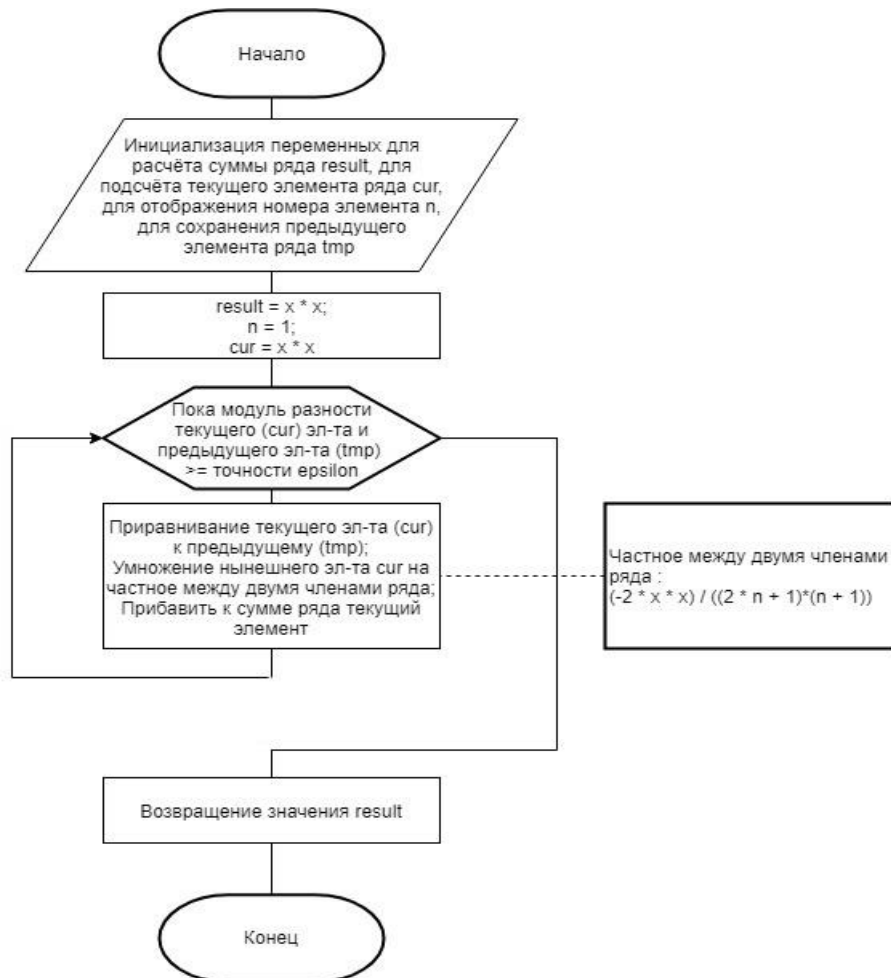 Начало
Инициализация переменных для
расчёта суммы ряда result, для
подсчёта текущего элемента ряда cur,
для отображения номера элемента n,
для сохранения предыдущего
элемента ряда tmp
result = x * x;
n = 1;
cur = x * x
Пока модуль разности
текущего (cur) эл-та и
предыдущего эл-та (tmp)
>= точности epsilon
Приравнивание текущего эл-та (cur)
к предыдущему (tmp);
Умножение нынешнего эл-та cur на
частное между двумя членами ряда;
Прибавить к сумме ряда текущий
элемент
Частное между двумя членами
ряда :
(-2 * x * x) / ((2 * n + 1)*(n + 1))
Возвращение значения result
Конец